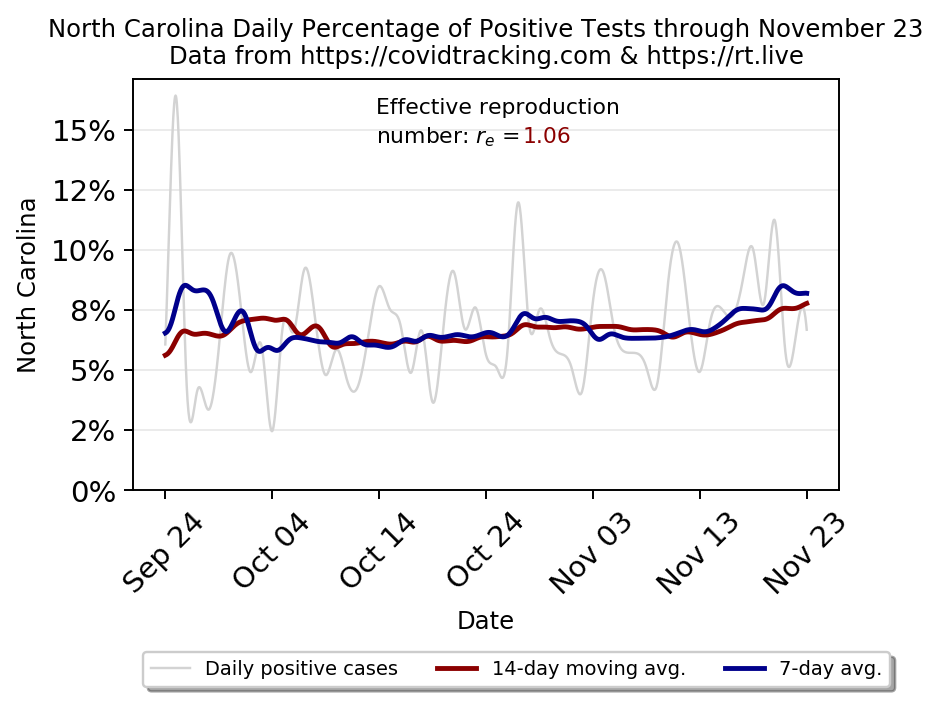 North Carolina Daily Percentage of Positive Tests through November 23
Data from https://covidtracking.com & https://rt.live
Effective reproduction
number: rₑ = 1.06
15%
12%
10%
8%
5%
2%
0%
North Carolina
Sep 24
Oct 04
Oct 14
Oct 24
Nov 03
Nov 13
Nov 23
Date
Daily positive cases
14-day moving avg.
7-day avg.